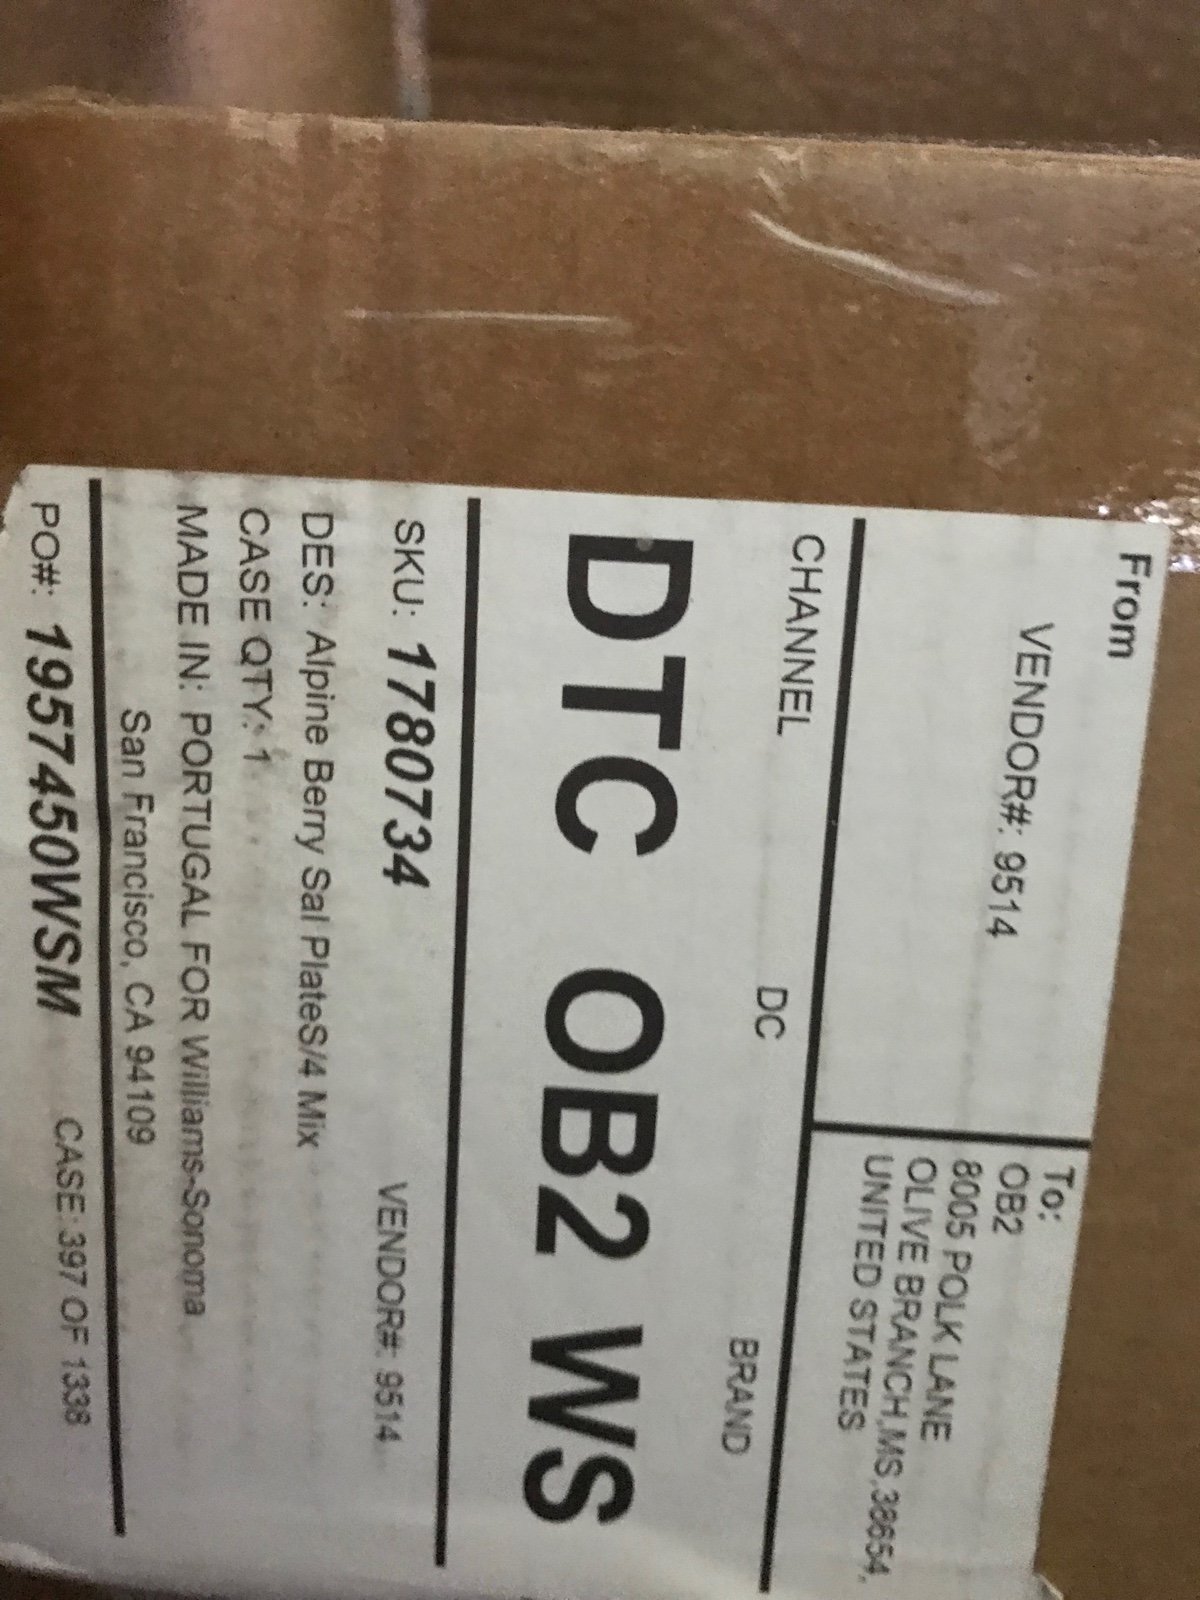 From
VENDOR#: 9514
To:
OB2
8005 POLK LANE
OLIVE BRANCH,MS,38654,
UNITED STATES
CHANNEL DC BRAND
DTC OB2 WS
SKU: 1780734 VENDOR#: 9514
DES: Alpine Berry Sal PlateS/4 Mix
CASE QTY: 1
MADE IN: PORTUGAL FOR Williams-Sonoma
San Francisco, CA 94109
PO#: 1957450WSM CASE: 397 OF 1338